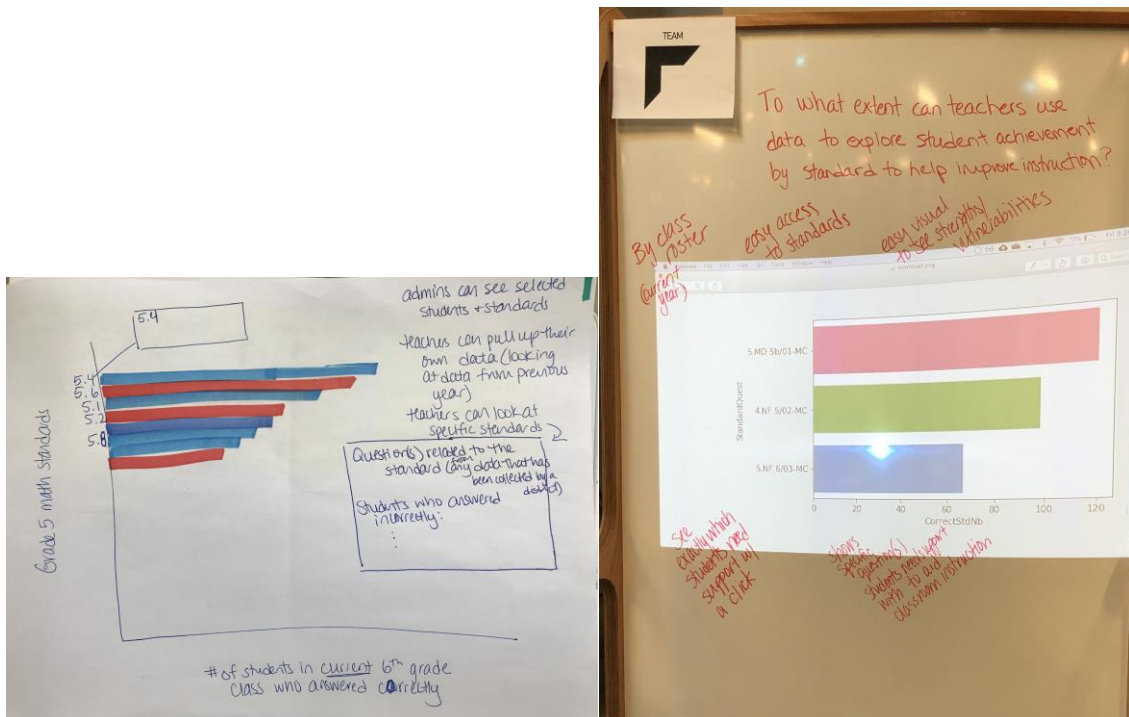 5.4
5.4
5.6
5.1
5.2
5.8
Grade 5 math standards
admins can see selected
students + standards
teachers can pull up their
own data (looking
at data from previous
year)
teachers can look at
specific standards
Question(s) related to the
standard (from any data that has
been collected by a
district)
Students who answered
incorrectly:
# of students in current 6th grade
class who answered correctly
TEAM
To what extent can teachers use
data to explore student achievement
by standard to help improve instruction?
By class
roster
(current
year)
easy access
to standards
easy visual
to see strengths/
vulnerabilities
Window Help
StandardQuest
5.MD.5b/01-MC
4.NF.5/02-MC
5.NF.6/03-MC
0 20 40 60 80 100 120
CorrectStdNb
see
exactly which
students need
support w/
a click
shows
specific
question(s)
students need support
with to aid
classroom instruction